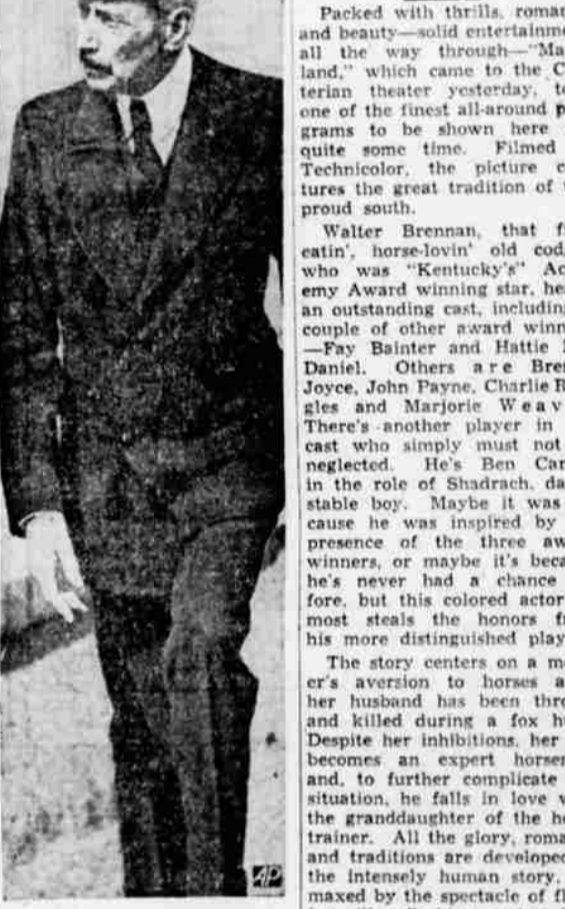 Packed with thrills, roman
and beauty—solid entertainme
all the way through—"Ma
land," which came to the C
terian theater yesterday, t
one of the finest all-around p
grams to be shown here
quite some time. Filmed
Technicolor, the picture c
tures the great tradition of t
proud south.
Walter Brennan, that f
eatin', horse-lovin' old cod
who was "Kentucky's" Ac
emy Award winning star, he
an outstanding cast, including
couple of other award winn
—Fay Bainter and Hattie
Daniel. Others are Bren
Joyce, John Payne, Charlie R
gles and Marjorie Weav
There's another player in
cast who simply must not
neglected. He's Ben Car
in the role of Shadrach, da
stable boy. Maybe it was
cause he was inspired by
presence of the three aw
winners, or maybe it's beca
he's never had a chance
fore, but this colored actor
most steals the honors f
his more distinguished play
The story centers on a m
er's aversion to horses a
her husband has been thro
and killed during a fox h
Despite her inhibitions, her
becomes an expert horse
and, to further complicate
situation, he falls in love
the granddaughter of the h
trainer. All the glory, roma
and traditions are developed
the intensely human story,
maxed by the spectacle of fl
AP